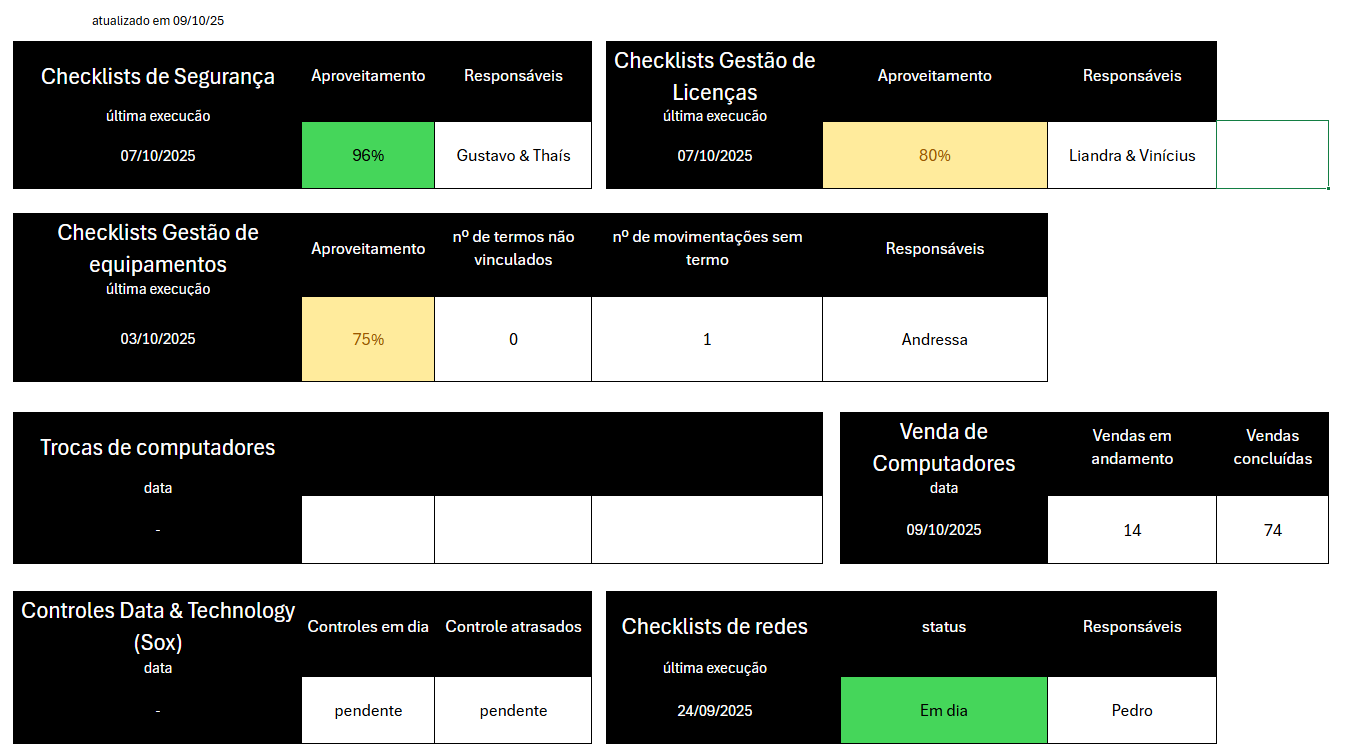 atualizado em 09/10/25
Checklists de Segurança
Aproveitamento
Responsáveis
última execucão
07/10/2025
96%
Gustavo & Thaís
Checklists Gestão de
Licenças
Aproveitamento
Responsáveis
última execucão
07/10/2025
80%
Liandra & Vinícius
Checklists Gestão de
equipamentos
Aproveitamento
nº de termos não
vinculados
nº de movimentações sem
termo
Responsáveis
última execução
03/10/2025
75%
0
1
Andressa
Trocas de computadores
data
-
Venda de
Computadores
Vendas em
andamento
Vendas
concluídas
data
09/10/2025
14
74
Controles Data & Technology
(Sox)
Controles em dia
Controle atrasados
data
-
pendente
pendente
Checklists de redes
status
Responsáveis
última execução
24/09/2025
Em dia
Pedro